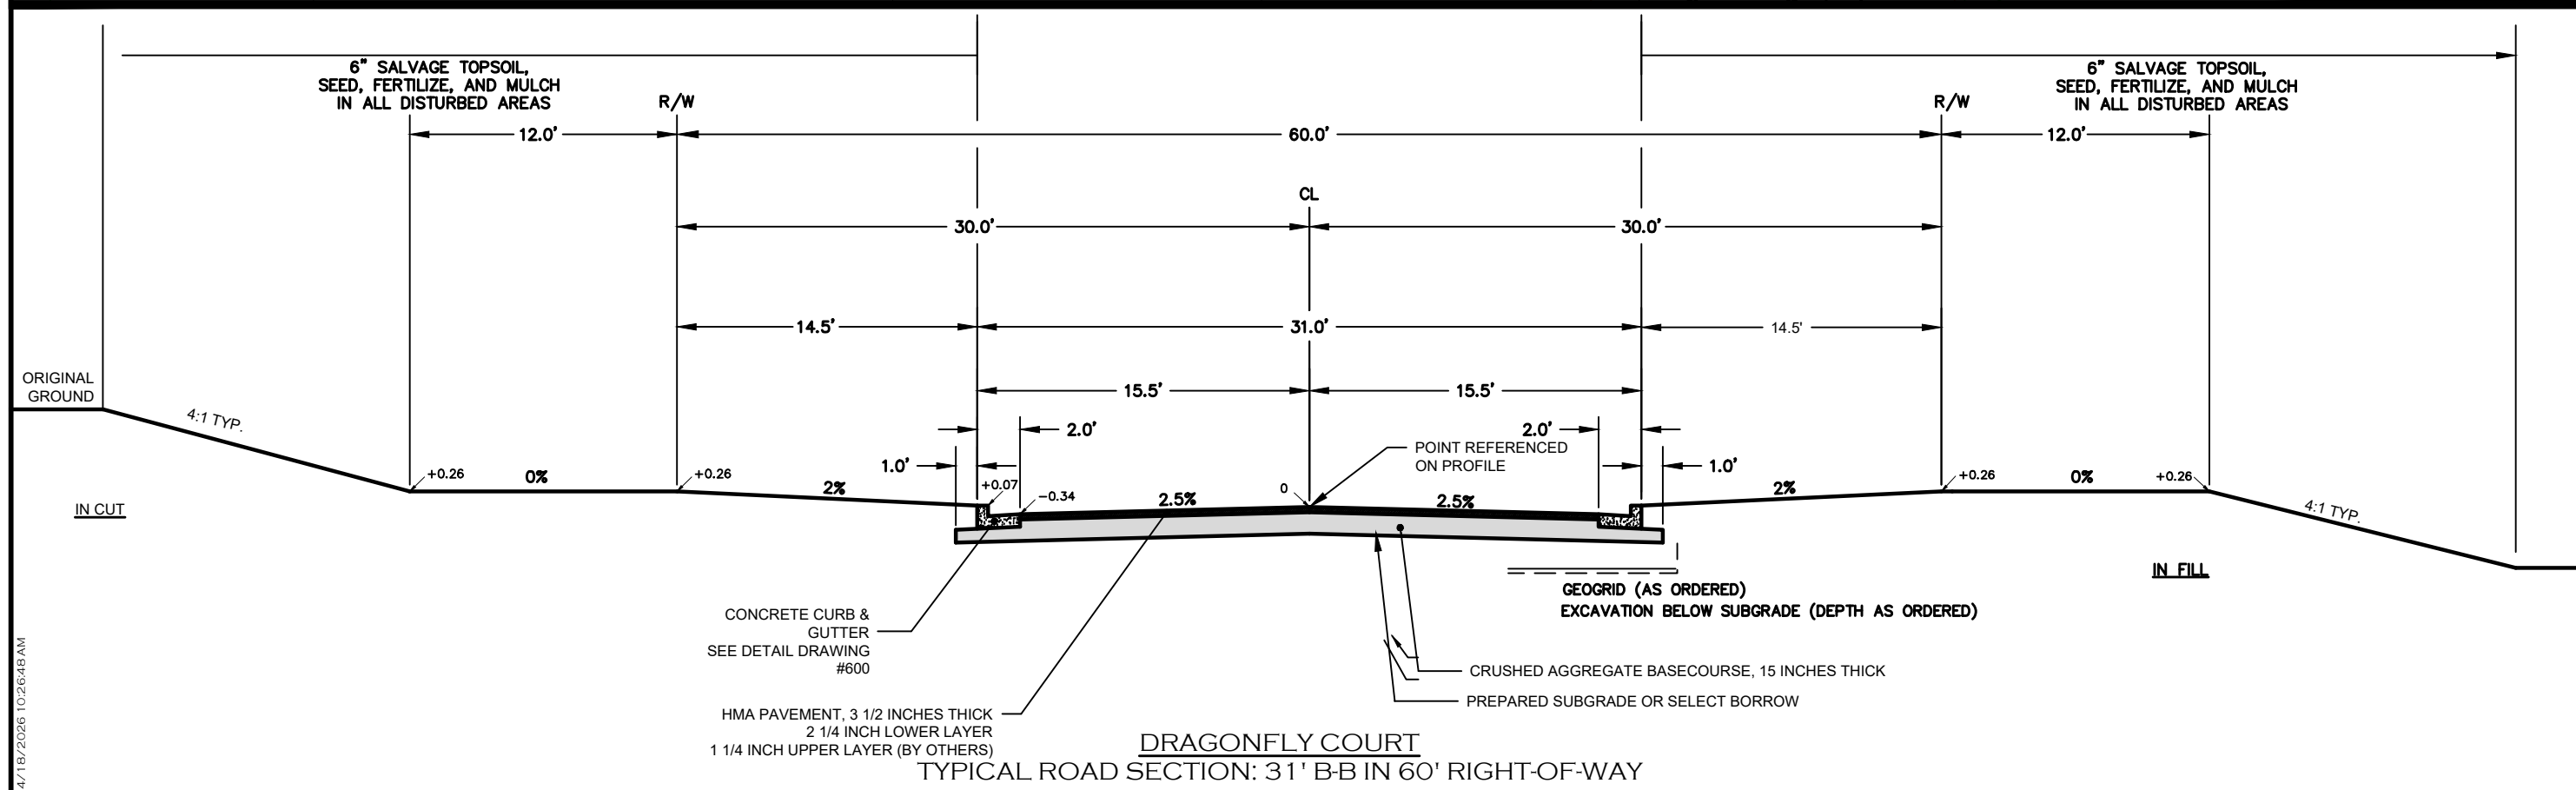 6" SALVAGE TOPSOIL,
SEED, FERTILIZE, AND MULCH
IN ALL DISTURBED AREAS
6" SALVAGE TOPSOIL,
SEED, FERTILIZE, AND MULCH
IN ALL DISTURBED AREAS
R/W
R/W
12.0'
60.0'
12.0'
CL
30.0'
30.0'
14.5'
31.0'
14.5'
ORIGINAL
GROUND
15.5'
15.5'
4:1 TYP.
2.0'
2.0'
POINT REFERENCED
ON PROFILE
1.0'
1.0'
+0.26
0%
+0.26
2%
+0.07
-0.34
2.5%
0
2.5%
2%
+0.26
0%
+0.26
4:1 TYP.
IN CUT
IN FILL
GEOGRID (AS ORDERED)
EXCAVATION BELOW SUBGRADE (DEPTH AS ORDERED)
CONCRETE CURB &
GUTTER
SEE DETAIL DRAWING
#600
CRUSHED AGGREGATE BASECOURSE, 15 INCHES THICK
PREPARED SUBGRADE OR SELECT BORROW
HMA PAVEMENT, 3 1/2 INCHES THICK
2 1/4 INCH LOWER LAYER
1 1/4 INCH UPPER LAYER (BY OTHERS)
DRAGONFLY COURT
TYPICAL ROAD SECTION: 31' B-B IN 60' RIGHT-OF-WAY
4/18/2026 10:26:48 AM